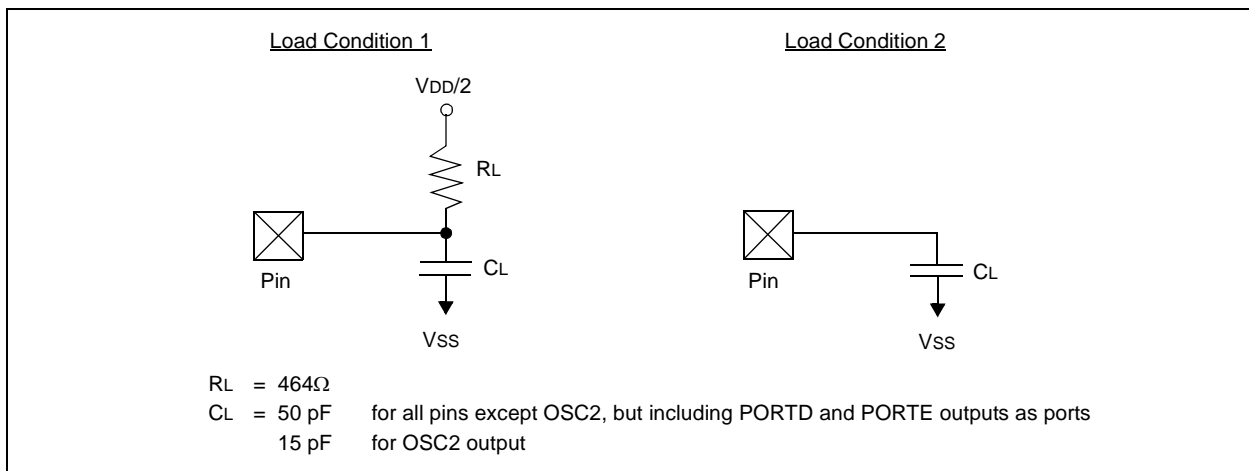 Load Condition 1
Load Condition 2
VDD/2
RL
Pin
CL
VSS
Pin
CL
VSS
RL = 464Ω
CL = 50 pF for all pins except OSC2, but including PORTD and PORTE outputs as ports
15 pF for OSC2 output